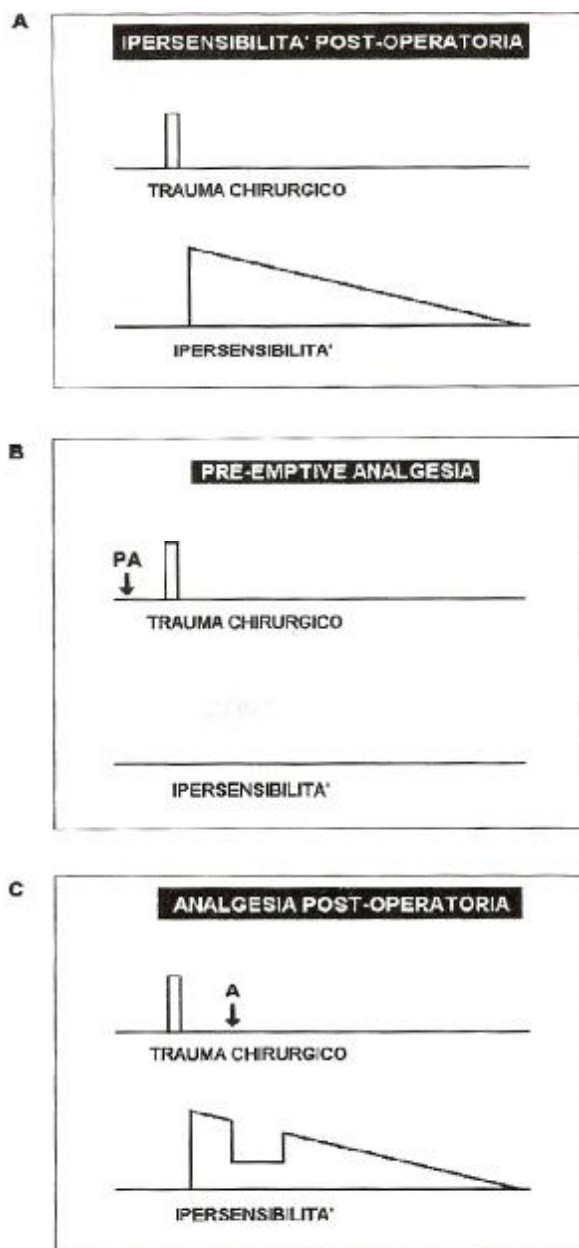 A
IPERSENSIBILITA' POST-OPERATORIA
TRAUMA CHIRURGICO
IPERSENSIBILITA'
B
PRE-EMPTIVE ANALGESIA
PA
TRAUMA CHIRURGICO
IPERSENSIBILITA'
C
ANALGESIA POST-OPERATORIA
A
TRAUMA CHIRURGICO
IPERSENSIBILITA'